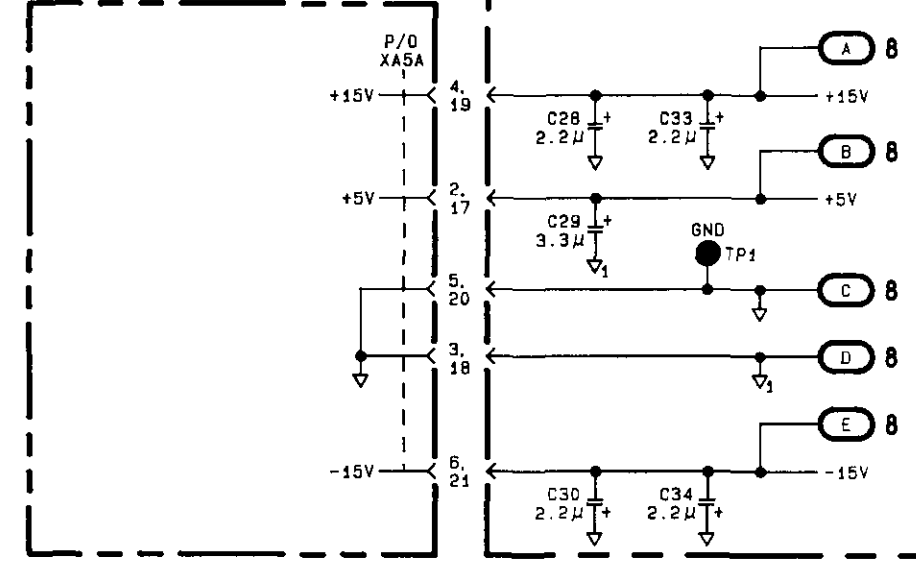 P/O
XA5A
A 8
+15V 4, 19 +15V
C28 + 2.2μ
C33 + 2.2μ
B 8
+5V 2, 17 +5V
C29 + 3.3μ
1
GND
TP1
5, 20
C 8
3, 18
D 8
1
E 8
-15V 6, 21 -15V
C30 2.2μ +
C34 2.2μ +